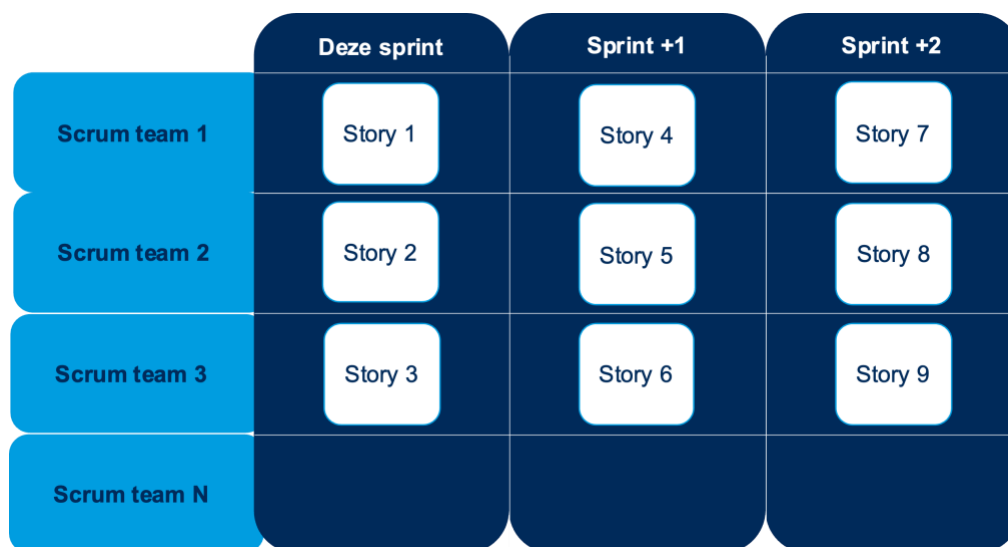 Deze sprint Sprint +1 Sprint +2
Scrum team 1 Story 1 Story 4 Story 7
Scrum team 2 Story 2 Story 5 Story 8
Scrum team 3 Story 3 Story 6 Story 9
Scrum team N